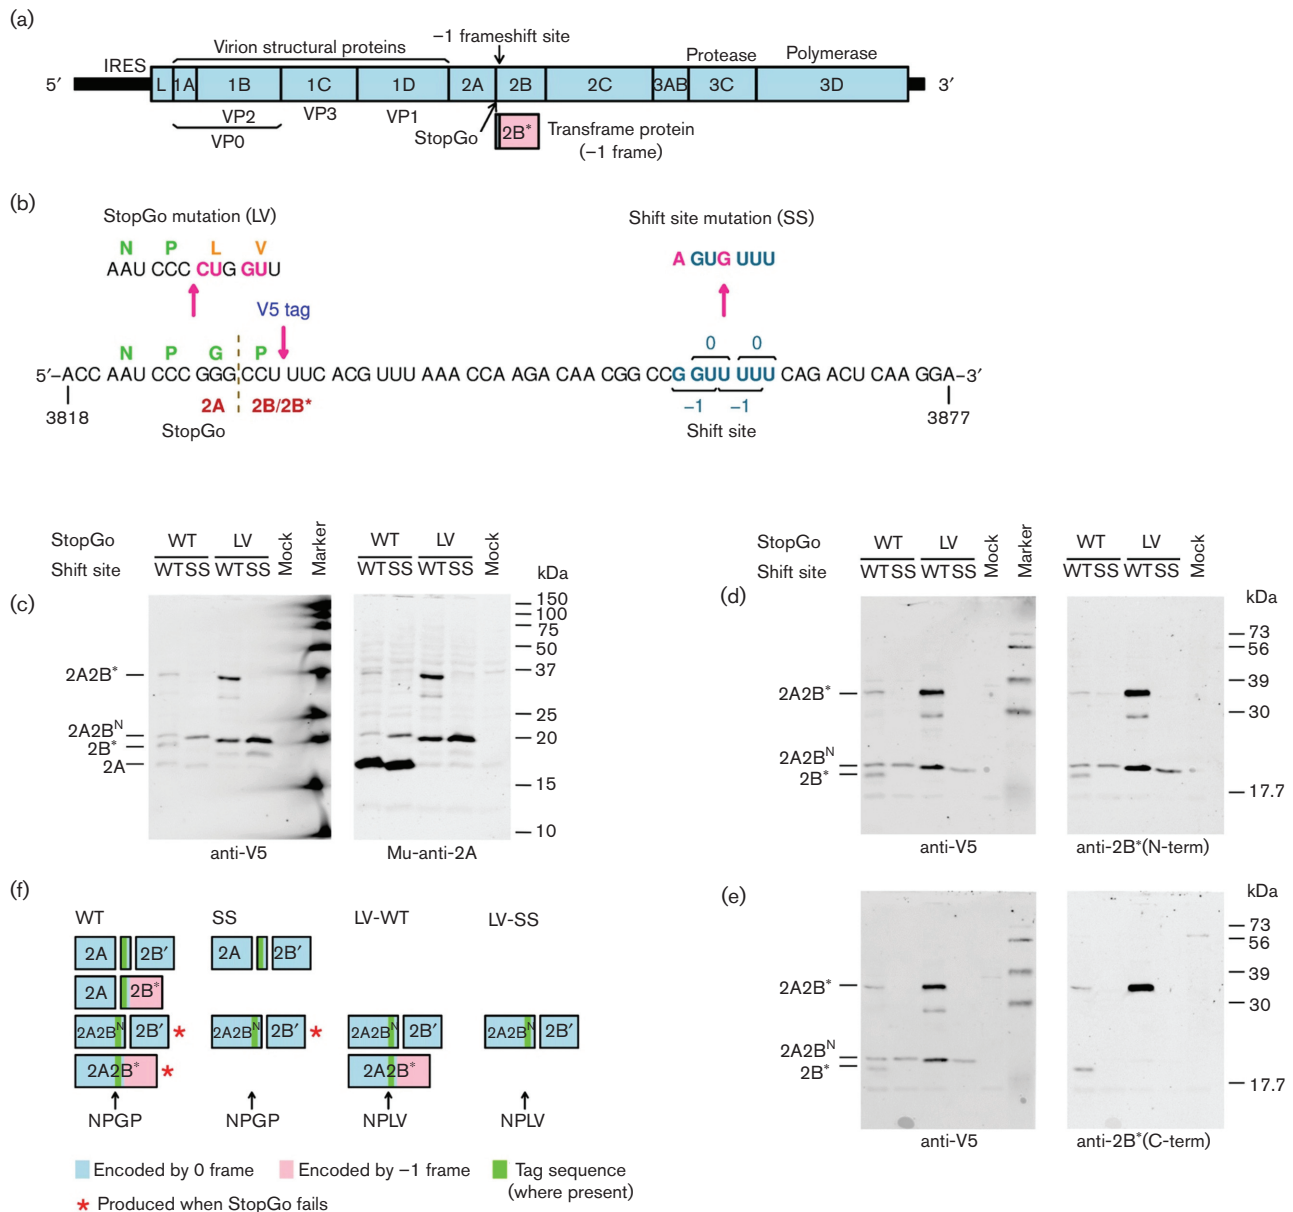 (a)
Virion structural proteins
−1 frameshift site
IRES
Protease
Polymerase
5′
L
1A
1B
1C
1D
2A
2B
2C
3AB
3C
3D
3′
VP2
VP3
VP1
VP0
StopGo
2B*
Transframe protein
(−1 frame)
(b)
StopGo mutation (LV)
N P L V
AAU CCC CUG GUU
Shift site mutation (SS)
A GUG UUU
V5 tag
N P G P
0 0
5′–ACC AAU CCC GGG CCU UUC ACG UUU AAA CCA AGA CAA CGG CCG GUU UUU CAG ACU CAA GGA–3′
2A 2B/2B*
−1 −1
3818
StopGo
Shift site
3877
(c)
StopGo WT LV Mock Marker WT LV Mock
Shift site WT SS WT SS WT SS WT SS
kDa
150
100
75
50
37
25
20
15
10
2A2B*
2A2Bᴺ
2B*
2A
anti-V5
Mu-anti-2A
(d)
StopGo WT LV Mock Marker WT LV Mock
Shift site WT SS WT SS WT SS WT SS
kDa
73
56
39
30
17.7
2A2B*
2A2Bᴺ
2B*
anti-V5
anti-2B*(N-term)
(e)
kDa
73
56
39
30
17.7
2A2B*
2A2Bᴺ
2B*
anti-V5
anti-2B*(C-term)
(f)
WT SS LV-WT LV-SS
2A 2B′ 2A 2B′
2A 2B*
2A2Bᴺ 2B′ * 2A2Bᴺ 2B′ * 2A2Bᴺ 2B′ 2A2Bᴺ 2B′
2A2B* * 2A2B*
NPGP NPGP NPLV NPLV
Encoded by 0 frame
Encoded by −1 frame
Tag sequence
(where present)
* Produced when StopGo fails